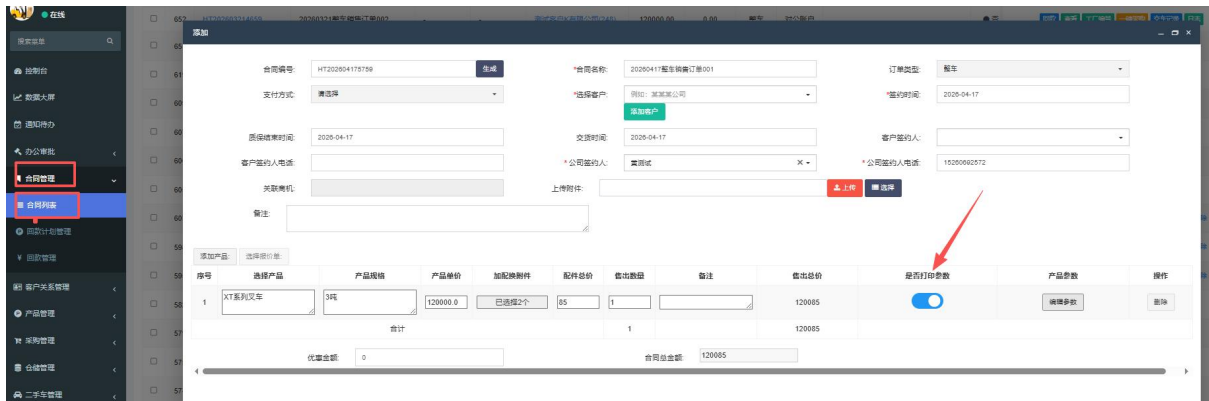 在线
搜索菜单
控制台
数据大屏
通知待办
办公审批
合同管理
合同列表
回款计划管理
¥ 回款管理
客户关系管理
产品管理
采购管理
仓储管理
二手车管理
添加
合同编号: HT202604175759 生成 *合同名称: 20260417整车销售订单001 订单类型: 整车
支付方式: 请选择 *选择客户: 例如：某某某公司 *签约时间: 2026-04-17
添加客户
质保结束时间: 2026-04-17 交货时间: 2026-04-17 客户签约人:
客户签约人电话: *公司签约人: 黄测试 *公司签约人电话: 15260692572
关联商机: 上传附件: 上传 选择
备注:
添加产品: 选择报价单:
序号 选择产品 产品规格 产品单价 加配换附件 配件总价 售出数量 备注 售出总价 是否打印参数 产品参数 操作
1 XT系列叉车 3吨 120000.0 已选择2个 85 1 120085 编辑参数 删除
合计 1 120085
优惠金额: 0 合同总金额: 120085